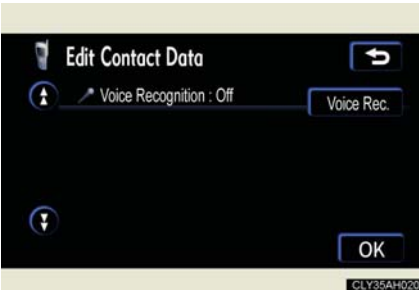 Edit Contact Data
Voice Recognition : Off
Voice Rec.
OK
CLY35AH020